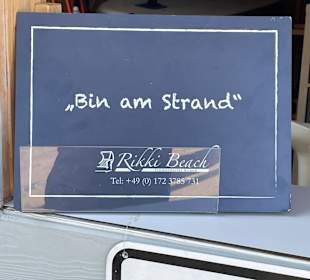 „Bin am Strand“
Rikki Beach
Tel: +49 (0) 172 3785 731